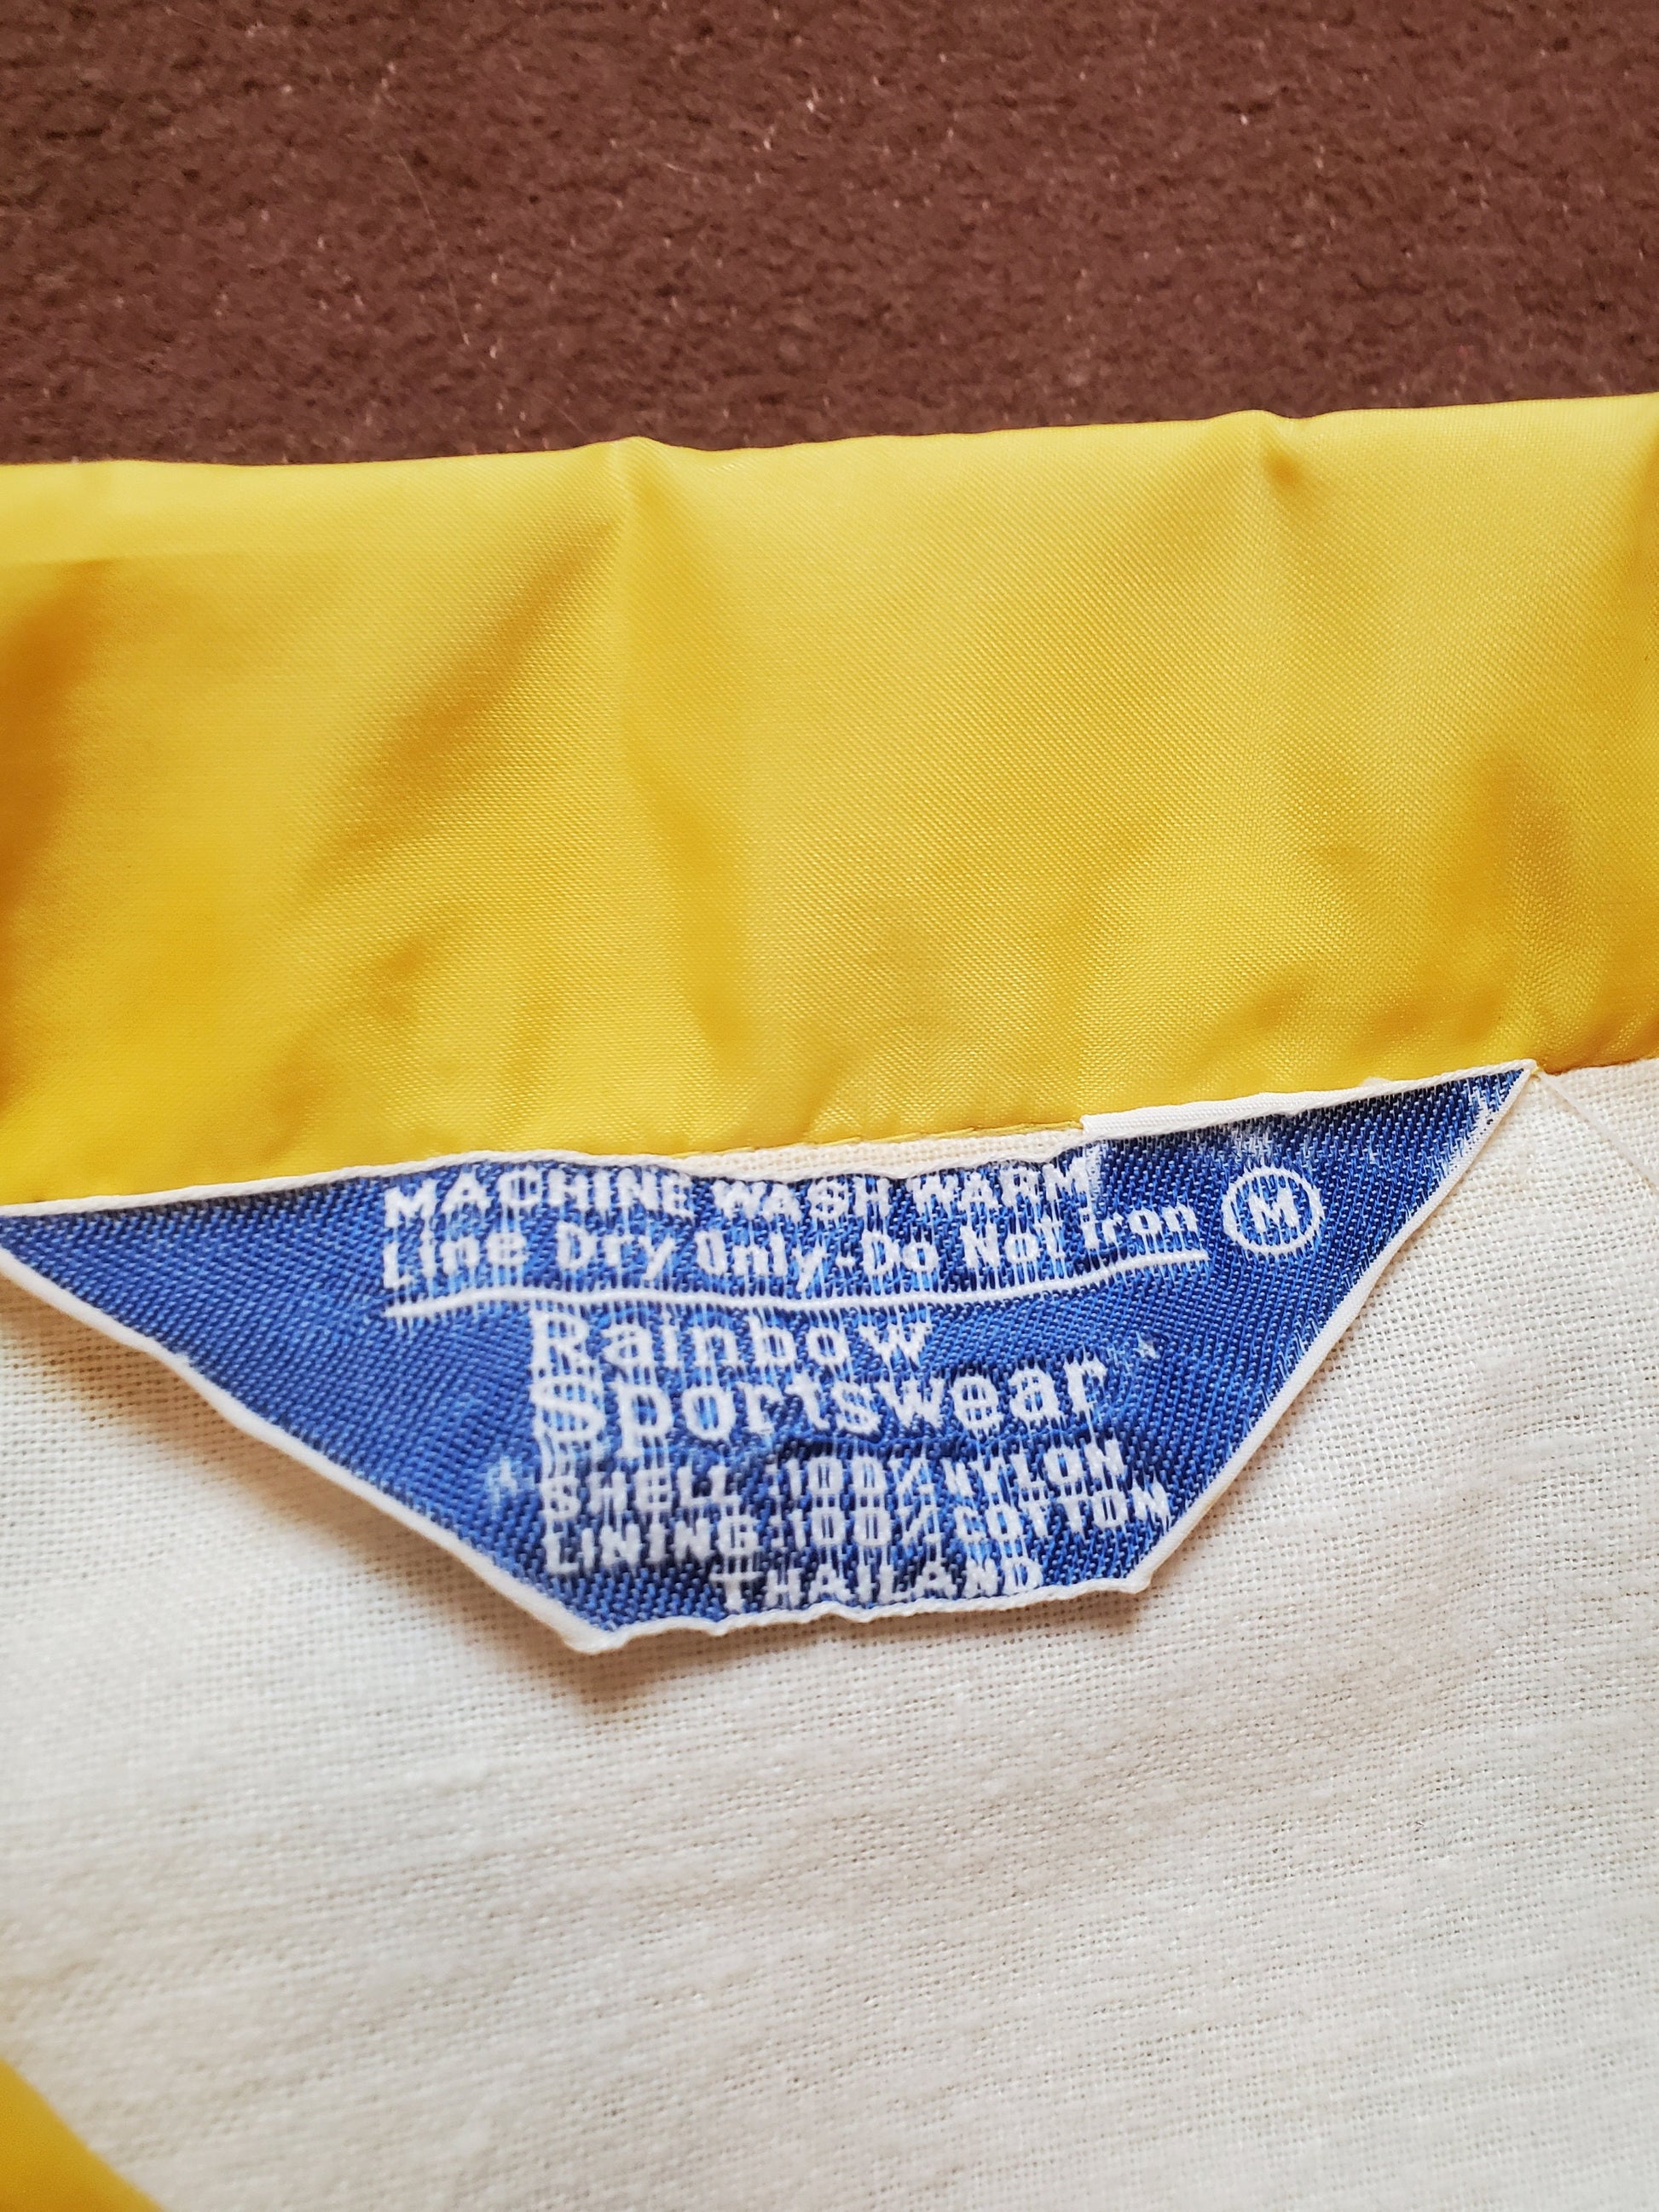 MACHINE WASH WARM
Line Dry Only-Do Not Iron M
Rainbow
Sportswear
SHELL:100% NYLON
LINING:100% COTTON
THAILAND